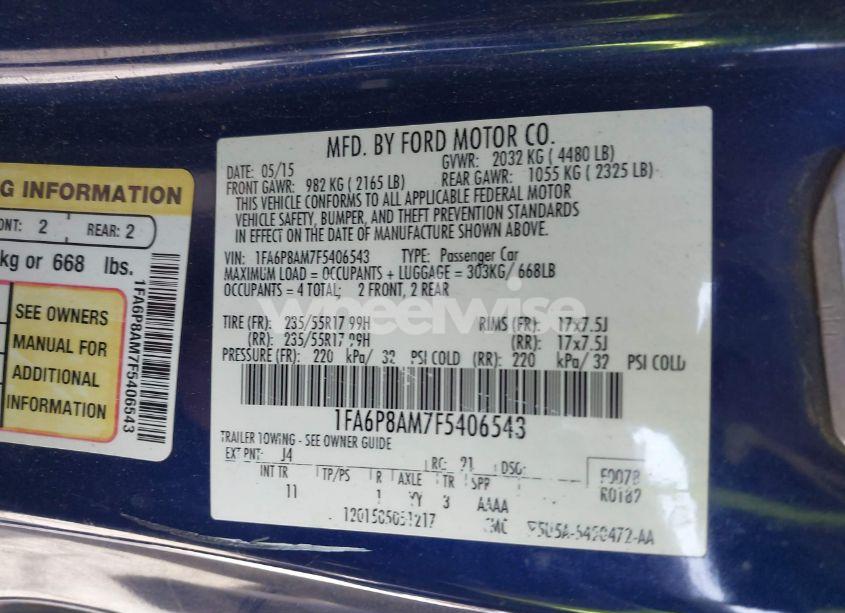 G INFORMATION
ONT: 2 REAR: 2
kg or 668 lbs.
SEE OWNERS
MANUAL FOR
ADDITIONAL
INFORMATION
1FA6P8AM7F5406543
MFD. BY FORD MOTOR CO.
DATE: 05/15 GVWR: 2032 KG ( 4480 LB)
FRONT GAWR: 982 KG ( 2165 LB) REAR GAWR: 1055 KG ( 2325 LB)
THIS VEHICLE CONFORMS TO ALL APPLICABLE FEDERAL MOTOR
VEHICLE SAFETY, BUMPER, AND THEFT PREVENTION STANDARDS
IN EFFECT ON THE DATE OF MANUFACTURE SHOWN ABOVE.
VIN: 1FA6P8AM7F5406543 TYPE: Passenger Car
MAXIMUM LOAD = OCCUPANTS + LUGGAGE = 303KG/ 668LB
OCCUPANTS = 4 TOTAL; 2 FRONT, 2 REAR
wheelwise
TIRE (FR): 235/55R17 99H RIMS (FR): 17x7.5J
(RR): 235/55R17 99H (RR): 17x7.5J
PRESSURE (FR): 220 kPa/ 32 PSI COLD (RR): 220 kPa/ 32 PSI COLD
1FA6P8AM7F5406543
TRAILER TOWING - SEE OWNER GUIDE
EXT PNT: J4 RC: 21 DSO: F0078
INT TR TP/PS R AXLE TR SPR R0182
11 YY 3 AAAA